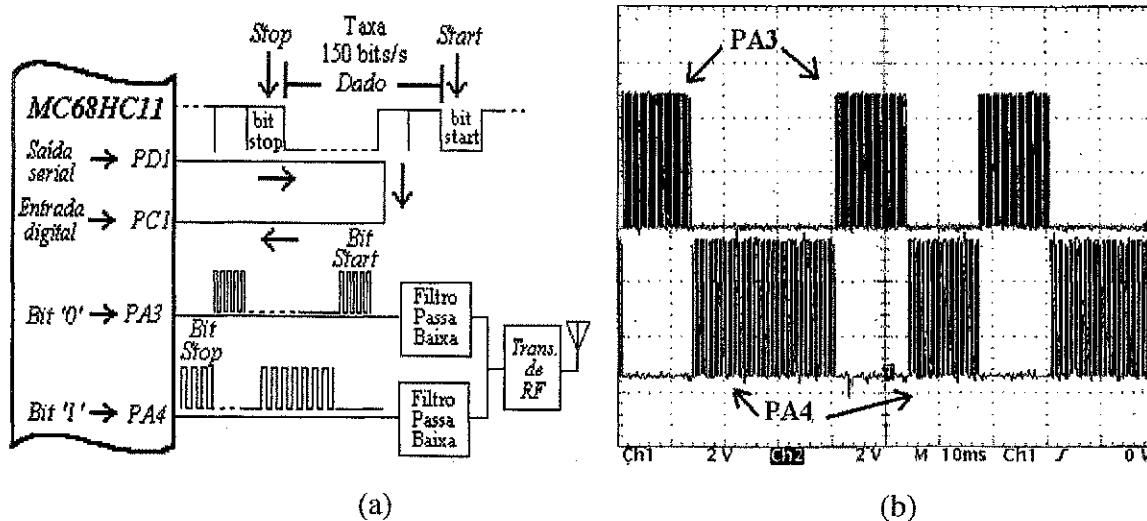 Stop
Taxa
150 bits/s
Dado
Start
MC68HC11
bit
stop
bit
start
Saída
serial
PD1
Entrada
digital
PC1
Bit
Start
Bit '0'
PA3
Bit
Stop
Bit '1'
PA4
Filtro
Passa
Baixa
Filtro
Passa
Baixa
Trans.
de
RF
(a)
PA3
PA4
Ch1 2 V Ch2 2 V M 10ms Ch1 0 V
(b)